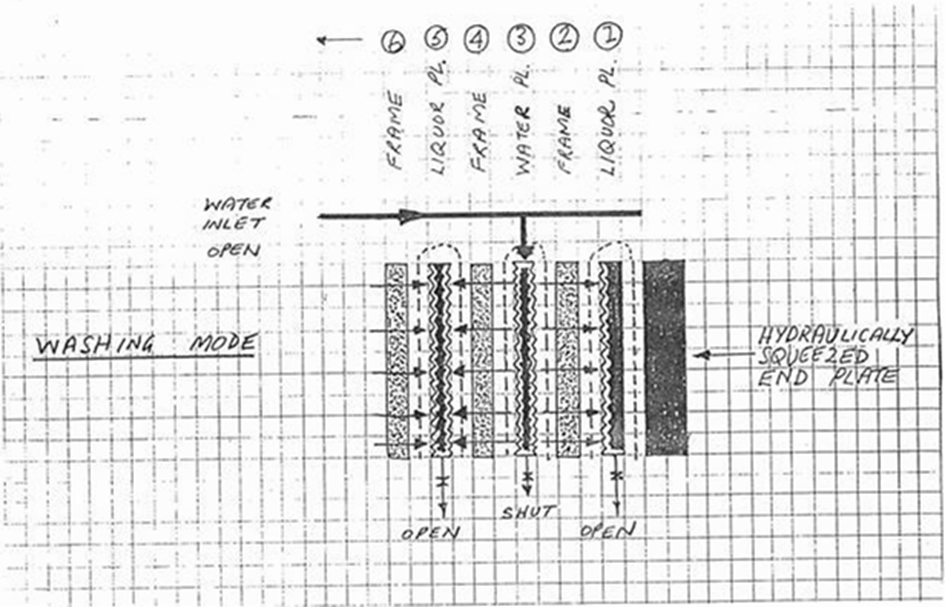 ⑥ ⑤ ④ ③ ② ①
FRAME
LIQUOR PL.
FRAME
WATER PL.
FRAME
LIQUOR PL.
WATER
INLET
OPEN
WASHING MODE
HYDRAULICALLY
SQUEEZED
END PLATE
OPEN
SHUT
OPEN